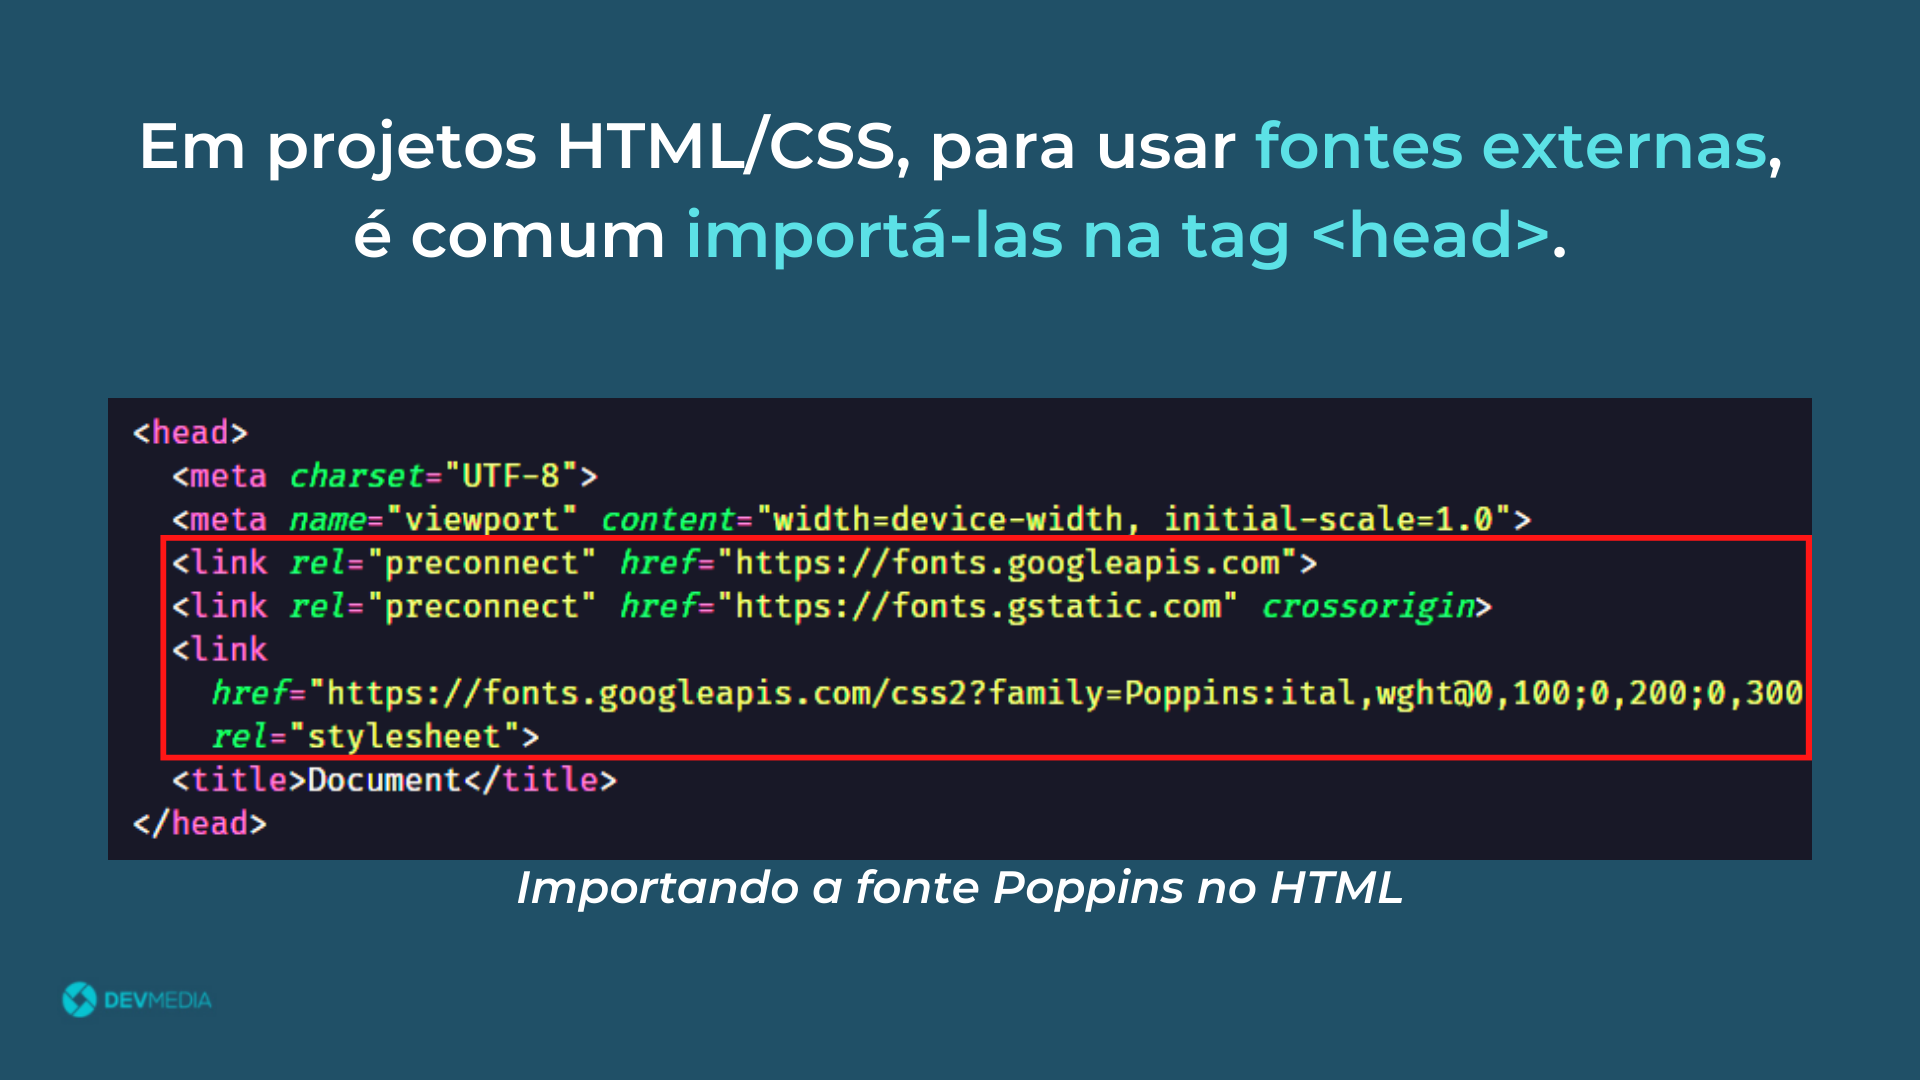 Em projetos HTML/CSS, para usar fontes externas,
é comum importá-las na tag <head>.
<head>
<meta charset="UTF-8">
<meta name="viewport" content="width=device-width, initial-scale=1.0">
<link rel="preconnect" href="https://fonts.googleapis.com">
<link rel="preconnect" href="https://fonts.gstatic.com" crossorigin>
<link
href="https://fonts.googleapis.com/css2?family=Poppins:ital,wght@0,100;0,200;0,300
rel="stylesheet">
<title>Document</title>
</head>
Importando a fonte Poppins no HTML
DEVMEDIA